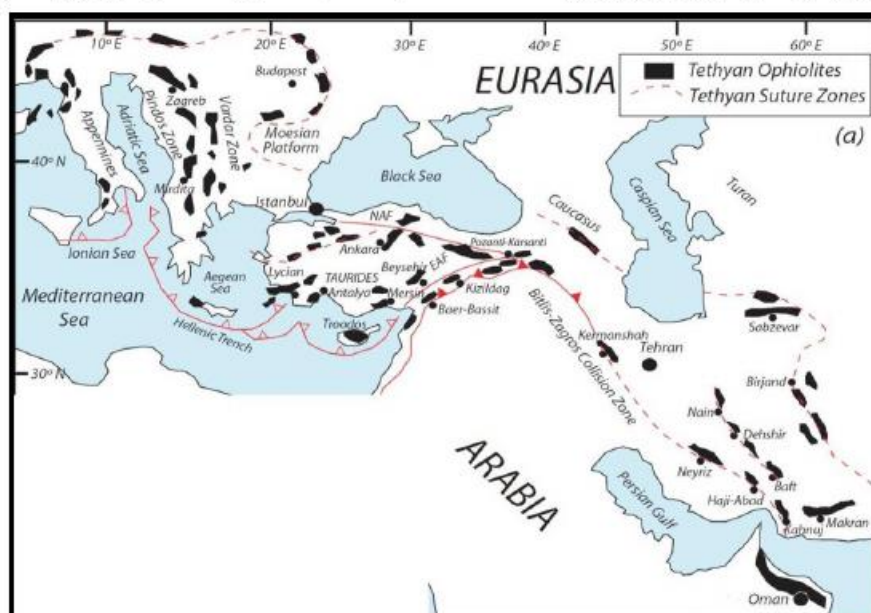 10° E
20° E
30° E
40° E
50° E
60° E
EURASIA
Tethyan Ophiolites
Tethyan Suture Zones
(a)
Budapest
Zagreb
Adriatic Sea
Pindos Zone
Vardar Zone
Appennines
Moesian
Platform
40° N
Mirdita
Black Sea
Caspian Sea
Turan
Caucasus
Istanbul
NAF
Ionian Sea
Ankara
Pozanti-Karsanti
Lycian
Beysehir
EAF
Aegean
Sea
TAURIDES
Antalya
Mersin
Kizildag
Baer-Bassit
Mediterranean
Sea
Hellenic Trench
Troodos
Bitlis-Zagros Collision Zone
Sabzevar
Kermanshah
Tehran
30° N
Birjand
Nain
Dehshir
ARABIA
Neyriz
Baft
Persian Gulf
Haji-Abad
Kahnuj
Makran
Oman